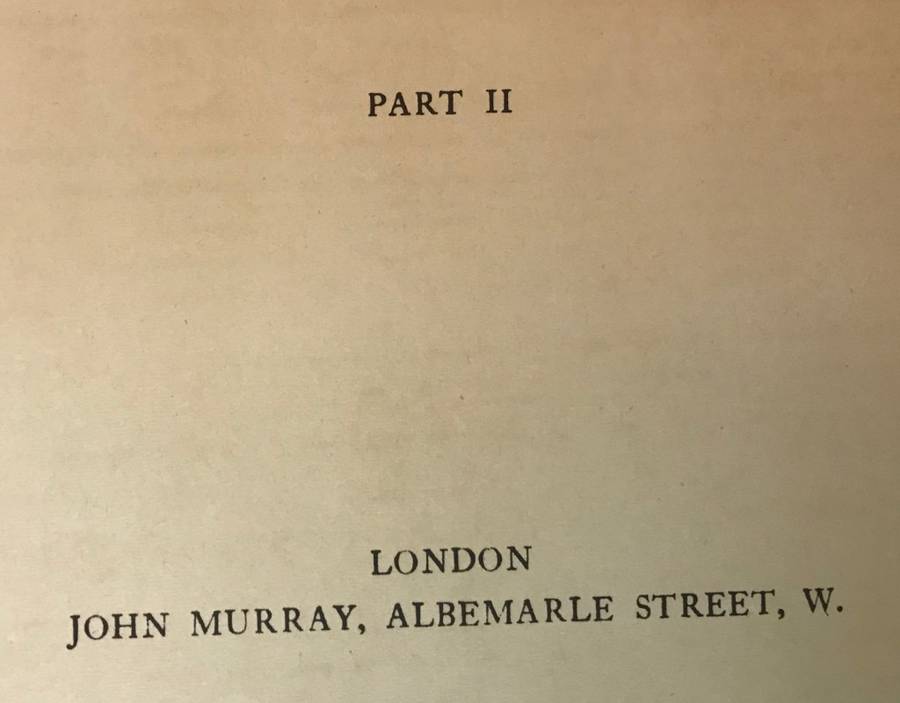 PART II
LONDON
JOHN MURRAY, ALBEMARLE STREET, W.